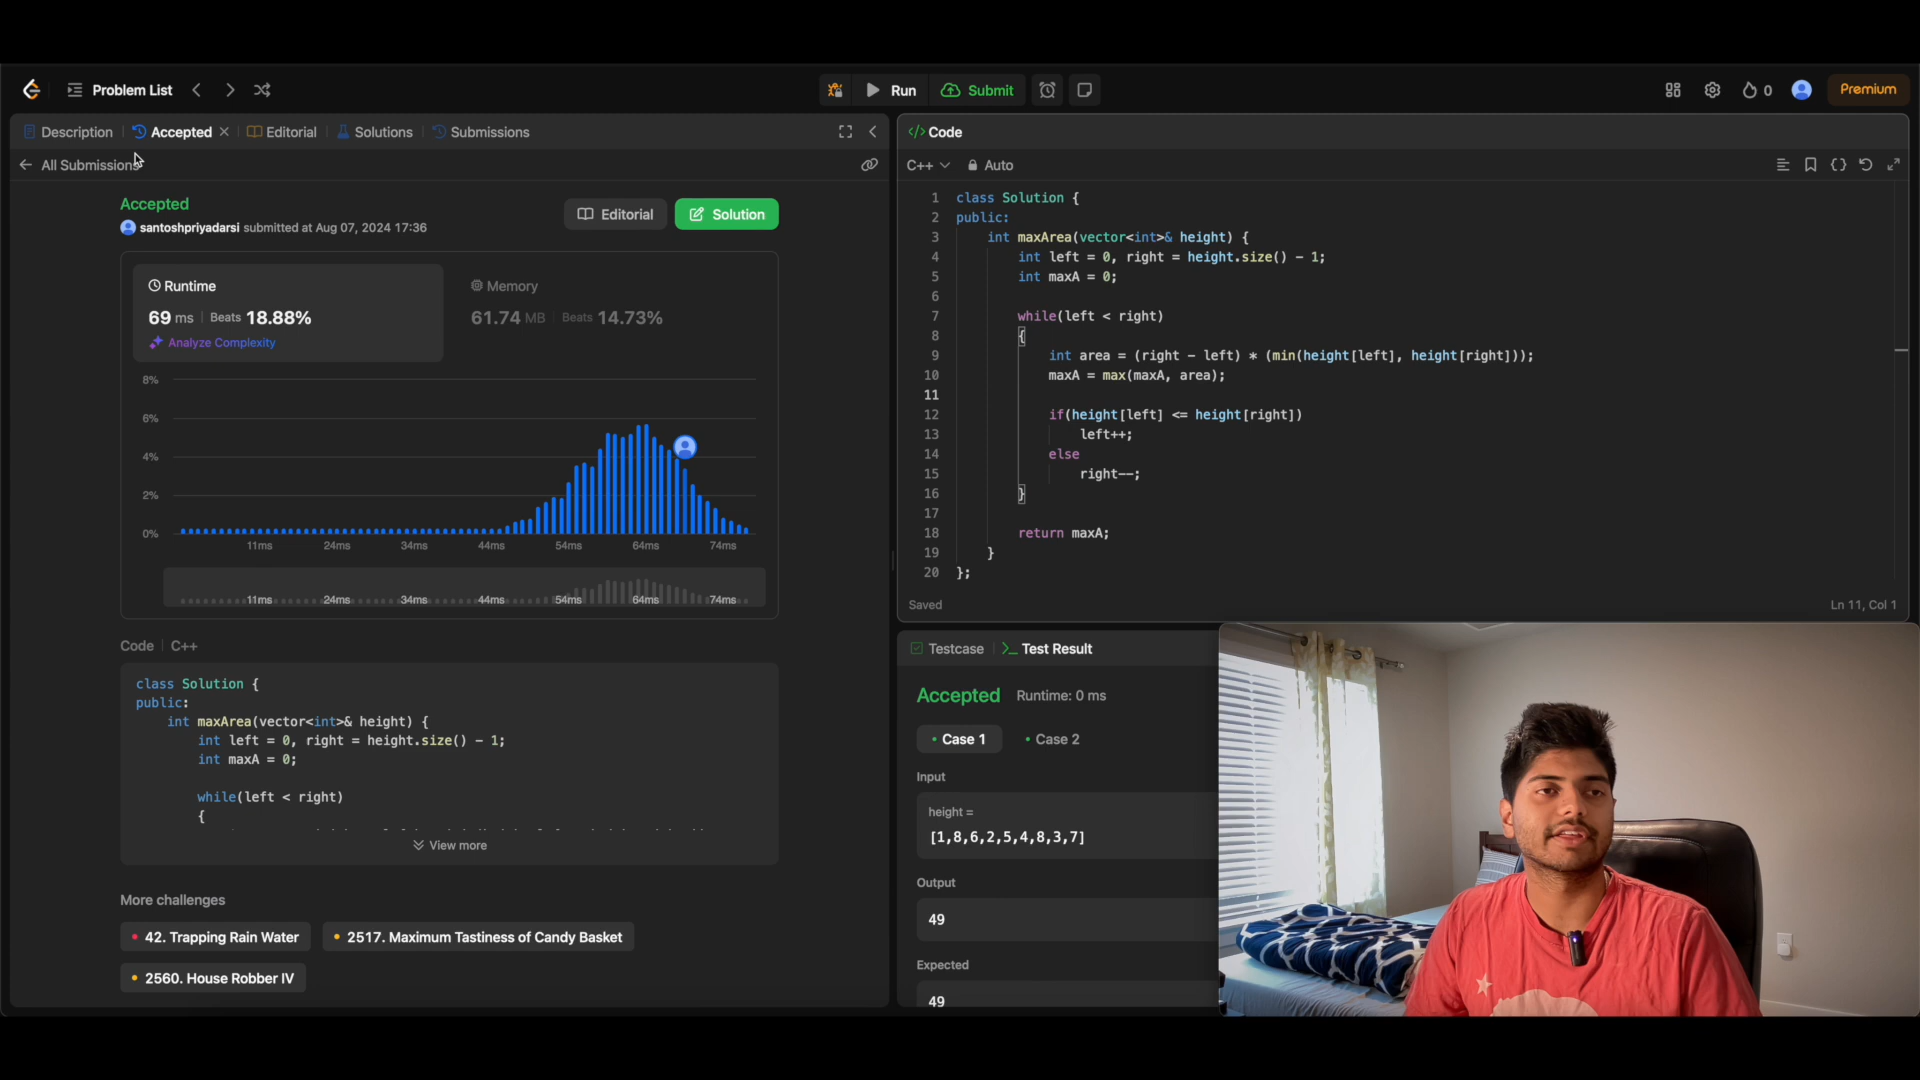 Problem List
Run
Submit
0
Premium
Description
Accepted
Editorial
Solutions
Submissions
All Submissions
Accepted
santoshpriyadarsi submitted at Aug 07, 2024 17:36
Editorial
Solution
Runtime
69 ms
Beats 18.88%
Analyze Complexity
Memory
61.74 MB
Beats 14.73%
8%
6%
4%
2%
0%
11ms 24ms 34ms 44ms 54ms 64ms 74ms
11ms 24ms 34ms 44ms 54ms 64ms 74ms
Code C++
class Solution {
public:
int maxArea(vector<int>& height) {
int left = 0, right = height.size() - 1;
int maxA = 0;
while(left < right)
{
View more
More challenges
42. Trapping Rain Water
2517. Maximum Tastiness of Candy Basket
2560. House Robber IV
</> Code
C++
Auto
1 class Solution {
2 public:
3 int maxArea(vector<int>& height) {
4 int left = 0, right = height.size() - 1;
5 int maxA = 0;
6
7 while(left < right)
8 {
9 int area = (right - left) * (min(height[left], height[right]));
10 maxA = max(maxA, area);
11
12 if(height[left] <= height[right])
13 left++;
14 else
15 right--;
16 }
17
18 return maxA;
19 }
20 };
Saved
Ln 11, Col 1
Testcase
Test Result
Accepted Runtime: 0 ms
Case 1
Case 2
Input
height =
[1,8,6,2,5,4,8,3,7]
Output
49
Expected
49